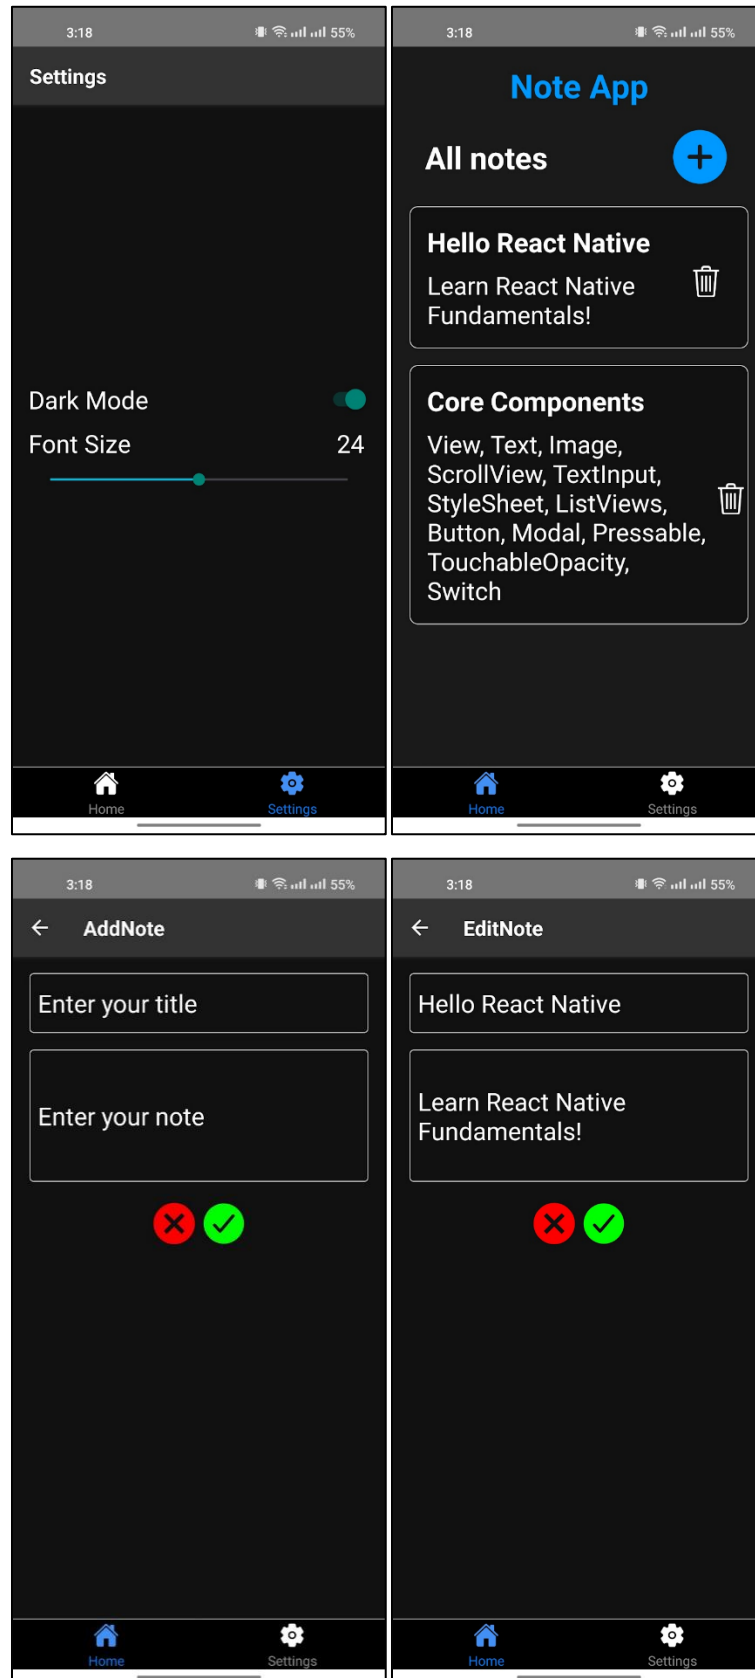 3:18
55%
Settings
Dark Mode
Font Size
24
Home
Settings
3:18
55%
Note App
All notes
Hello React Native
Learn React Native
Fundamentals!
Core Components
View, Text, Image,
ScrollView, TextInput,
StyleSheet, ListViews,
Button, Modal, Pressable,
TouchableOpacity,
Switch
Home
Settings
3:18
55%
AddNote
Enter your title
Enter your note
Home
Settings
3:18
55%
EditNote
Hello React Native
Learn React Native
Fundamentals!
Home
Settings